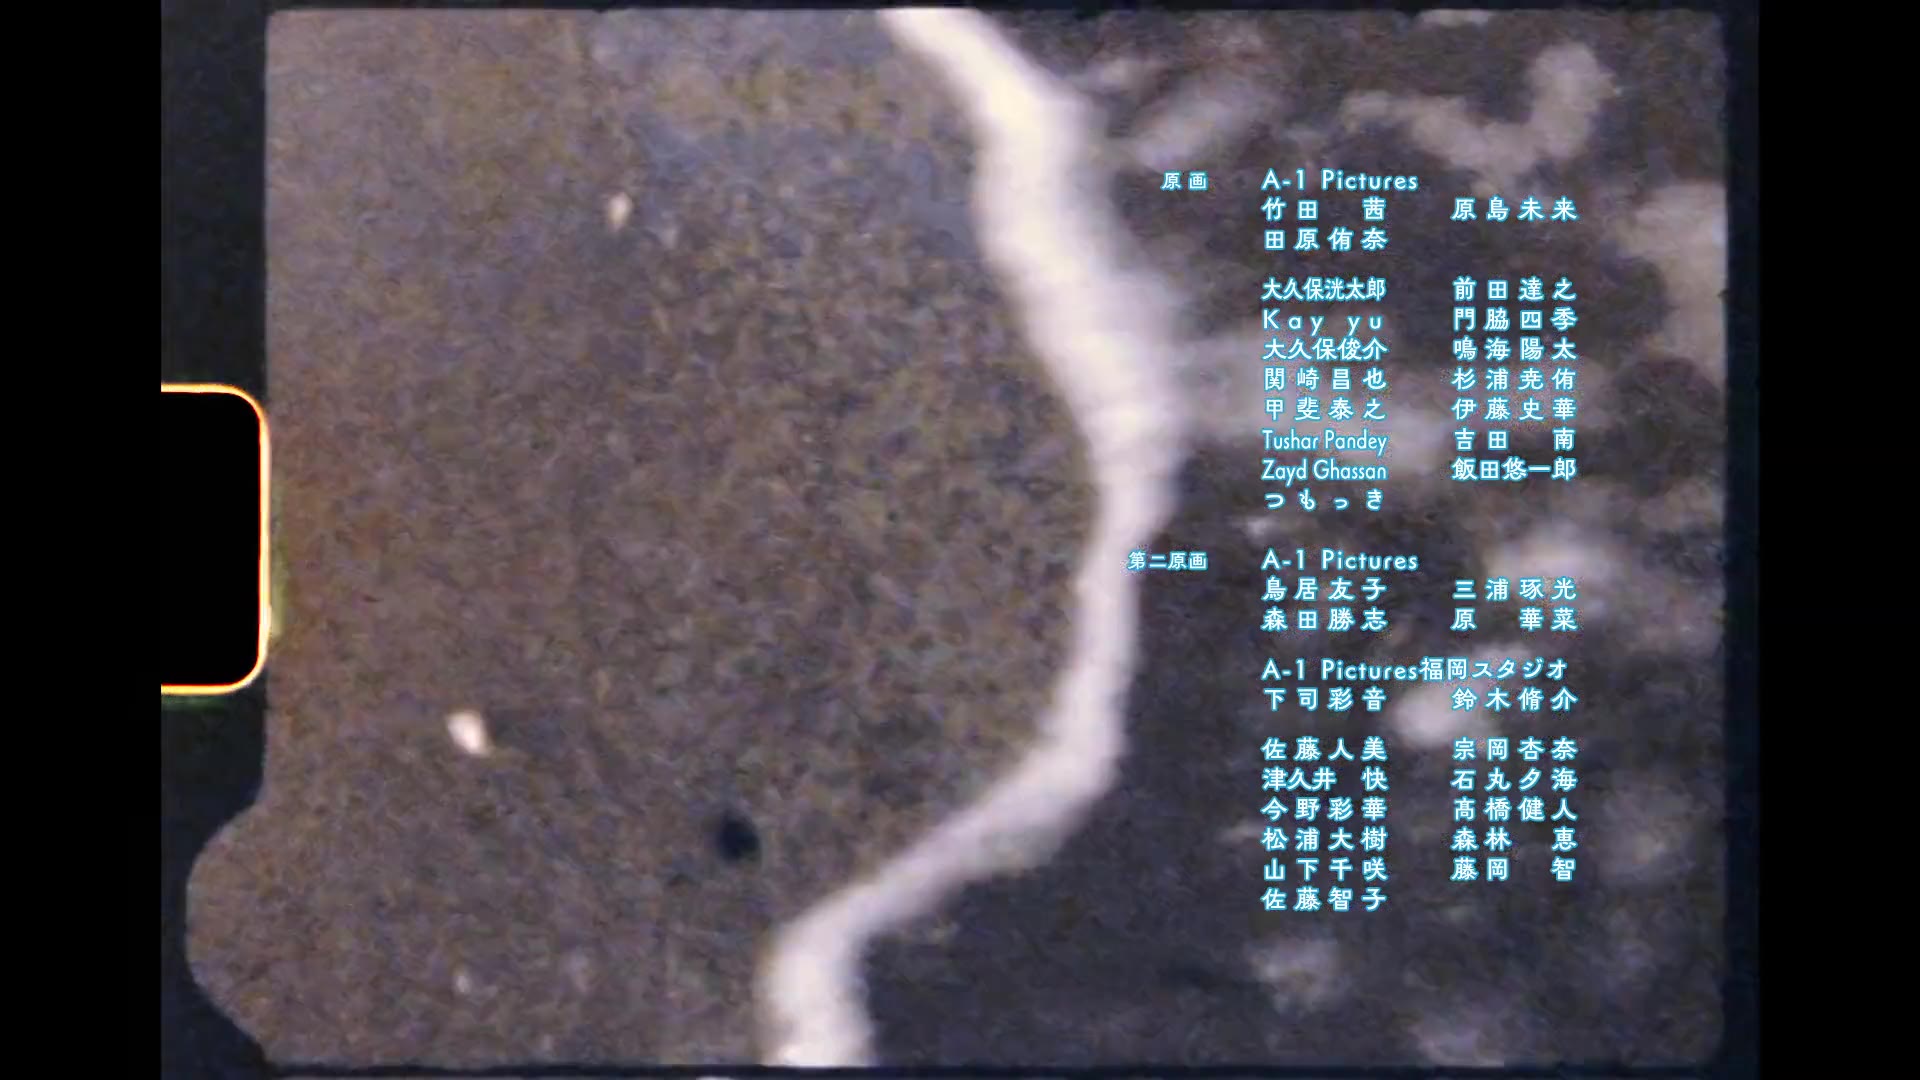 原画 A-1 Pictures
竹田 茜 原島未来
田原侑奈
大久保洸太郎 前田達之
Kay yu 門脇四季
大久保俊介 鳴海陽太
関崎昌也 杉浦尭侑
甲斐泰之 伊藤史華
Tushar Pandey 吉田 南
Zayd Ghassan 飯田悠一郎
つもっき
第二原画 A-1 Pictures
鳥居友子 三浦琢光
森田勝志 原 華菜
A-1 Pictures福岡スタジオ
下司彩音 鈴木脩介
佐藤人美 宗岡杏奈
津久井 快 石丸夕海
今野彩華 髙橋健人
松浦大樹 森林 恵
山下千咲 藤岡 智
佐藤智子